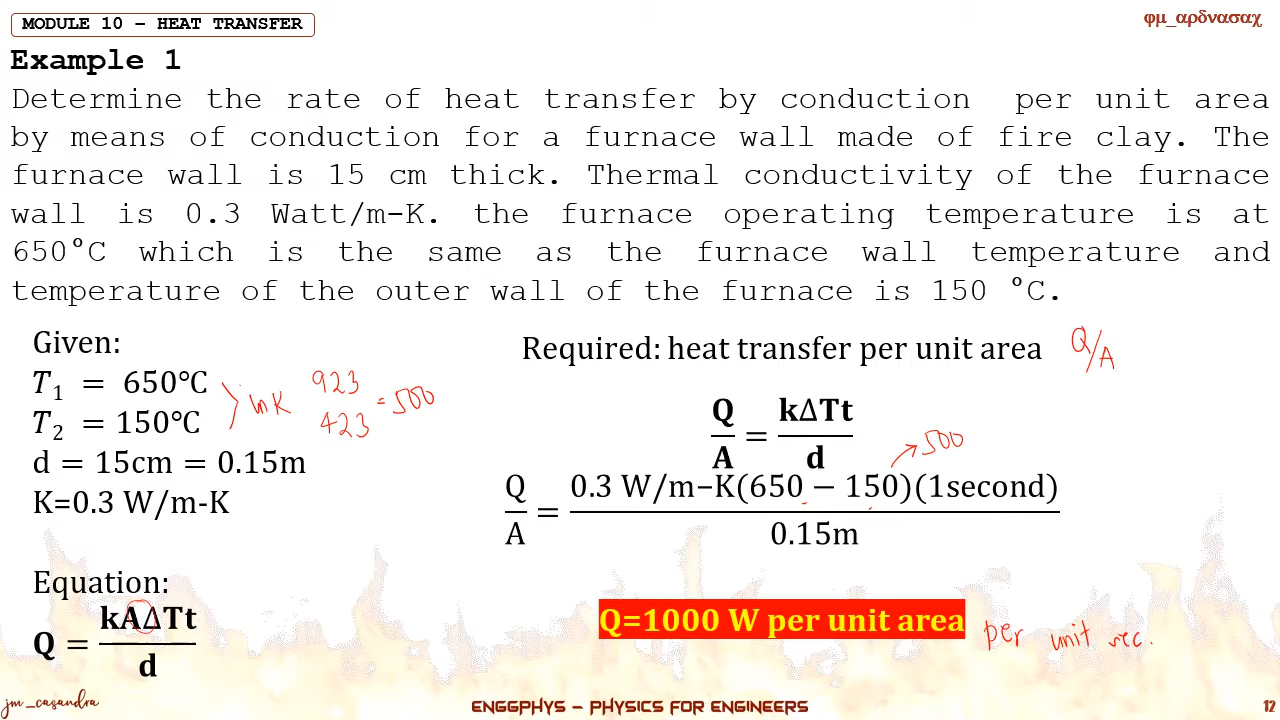 MODULE 10 – HEAT TRANSFER
φμ_αρδνασαχ
Example 1
Determine the rate of heat transfer by conduction per unit area
by means of conduction for a furnace wall made of fire clay. The
furnace wall is 15 cm thick. Thermal conductivity of the furnace
wall is 0.3 Watt/m-K. the furnace operating temperature is at
650°C which is the same as the furnace wall temperature and
temperature of the outer wall of the furnace is 150 °C.
Given:
T₁ = 650℃
T₂ = 150℃
in K 923
423 = 500
d = 15cm = 0.15m
K=0.3 W/m-K
Equation:
Q = kAΔTt / d
Required: heat transfer per unit area Q/A
Q/A = kΔTt / d
500
Q/A = 0.3 W/m–K(650 − 150)(1second) / 0.15m
Q=1000 W per unit area per unit sec.
jm_casandra
ENGGPHYS – PHYSICS FOR ENGINEERS
12